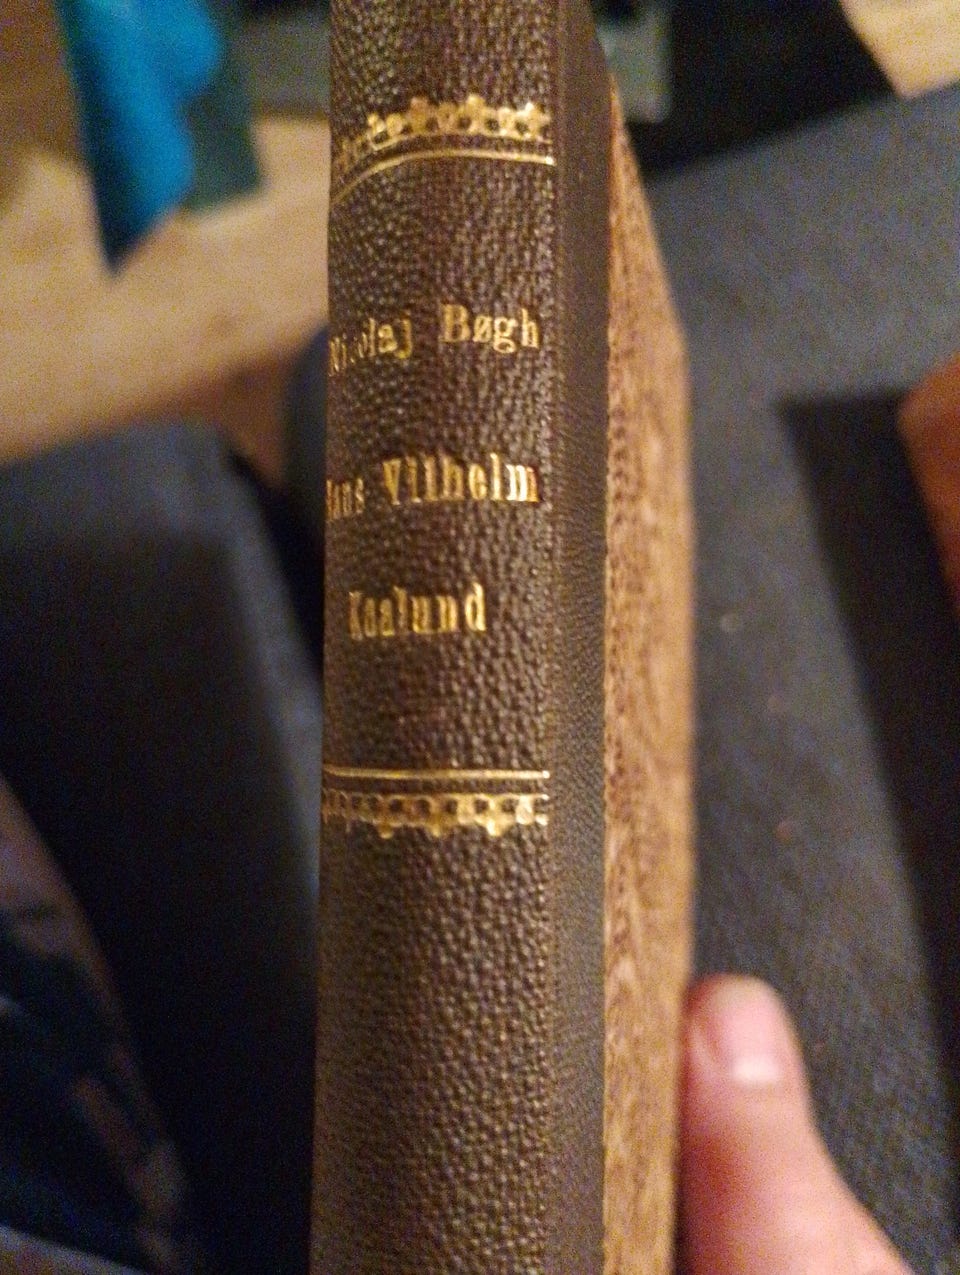 Nicolaj Bøgh
Hans Vilhelm
Kaalund